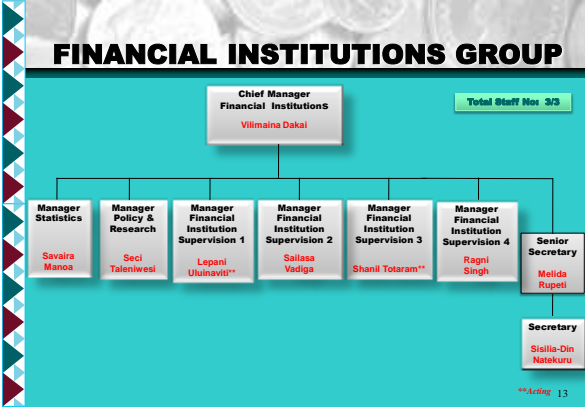 FINANCIAL INSTITUTIONS GROUP
Chief Manager
Financial Institutions
Vilimaina Dakai
Total Staff No: 3/3
Manager
Statistics
Savaira
Manoa
Manager
Policy &
Research
Seci
Taleniwesi
Manager
Financial
Institution
Supervision 1
Lepani
Uluinaviti**
Manager
Financial
Institution
Supervision 2
Sailasa
Vadiga
Manager
Financial
Institution
Supervision 3
Shanil Totaram**
Manager
Financial
Institution
Supervision 4
Ragni
Singh
Senior
Secretary
Melida
Rupeti
Secretary
Sisilia-Din
Natekuru
**Acting 13